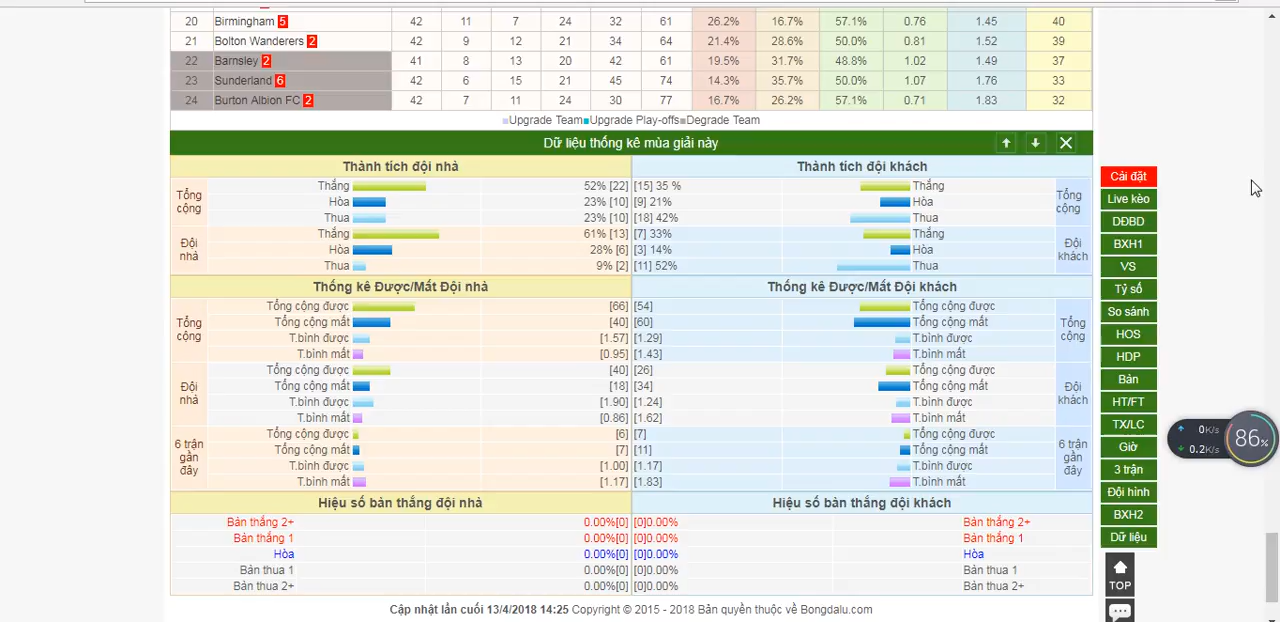 20 Birmingham 5 42 11 7 24 32 61 26.2% 16.7% 57.1% 0.76 1.45 40
21 Bolton Wanderers 2 42 9 12 21 34 64 21.4% 28.6% 50.0% 0.81 1.52 39
22 Barnsley 2 41 8 13 20 42 61 19.5% 31.7% 48.8% 1.02 1.49 37
23 Sunderland 6 42 6 15 21 45 74 14.3% 35.7% 50.0% 1.07 1.76 33
24 Burton Albion FC 2 42 7 11 24 30 77 16.7% 26.2% 57.1% 0.71 1.83 32
Upgrade Team Upgrade Play-offs Degrade Team
Dữ liệu thống kê mùa giải này
Thành tích đội nhà Thành tích đội khách
Tổng cộng
Thắng 52% [22] [15] 35 % Thắng
Hòa 23% [10] [9] 21% Hòa
Thua 23% [10] [18] 42% Thua
Tổng cộng
Đội nhà
Thắng 61% [13] [7] 33% Thắng
Hòa 28% [6] [3] 14% Hòa
Thua 9% [2] [11] 52% Thua
Đội khách
Thống kê Được/Mất Đội nhà Thống kê Được/Mất Đội khách
Tổng cộng
Tổng cộng được [66] [54] Tổng cộng được
Tổng cộng mất [40] [60] Tổng cộng mất
T.bình được [1.57] [1.29] T.bình được
T.bình mất [0.95] [1.43] T.bình mất
Tổng cộng
Đội nhà
Tổng cộng được [40] [26] Tổng cộng được
Tổng cộng mất [18] [34] Tổng cộng mất
T.bình được [1.90] [1.24] T.bình được
T.bình mất [0.86] [1.62] T.bình mất
Đội khách
6 trận gần đây
Tổng cộng được [6] [7] Tổng cộng được
Tổng cộng mất [7] [11] Tổng cộng mất
T.bình được [1.00] [1.17] T.bình được
T.bình mất [1.17] [1.83] T.bình mất
6 trận gần đây
Hiệu số bàn thắng đội nhà Hiệu số bàn thắng đội khách
Bàn thắng 2+ 0.00%[0] [0]0.00% Bàn thắng 2+
Bàn thắng 1 0.00%[0] [0]0.00% Bàn thắng 1
Hòa 0.00%[0] [0]0.00% Hòa
Bàn thua 1 0.00%[0] [0]0.00% Bàn thua 1
Bàn thua 2+ 0.00%[0] [0]0.00% Bàn thua 2+
Cập nhật lần cuối 13/4/2018 14:25 Copyright © 2015 - 2018 Bản quyền thuộc về Bongdalu.com
Cài đặt
Live kèo
DĐBD
BXH1
VS
Tỷ số
So sánh
HOS
HDP
Bàn
HT/FT
TX/LC
Giờ
3 trận
Đội hình
BXH2
Dữ liệu
TOP
0K/s
0.2K/s
86%